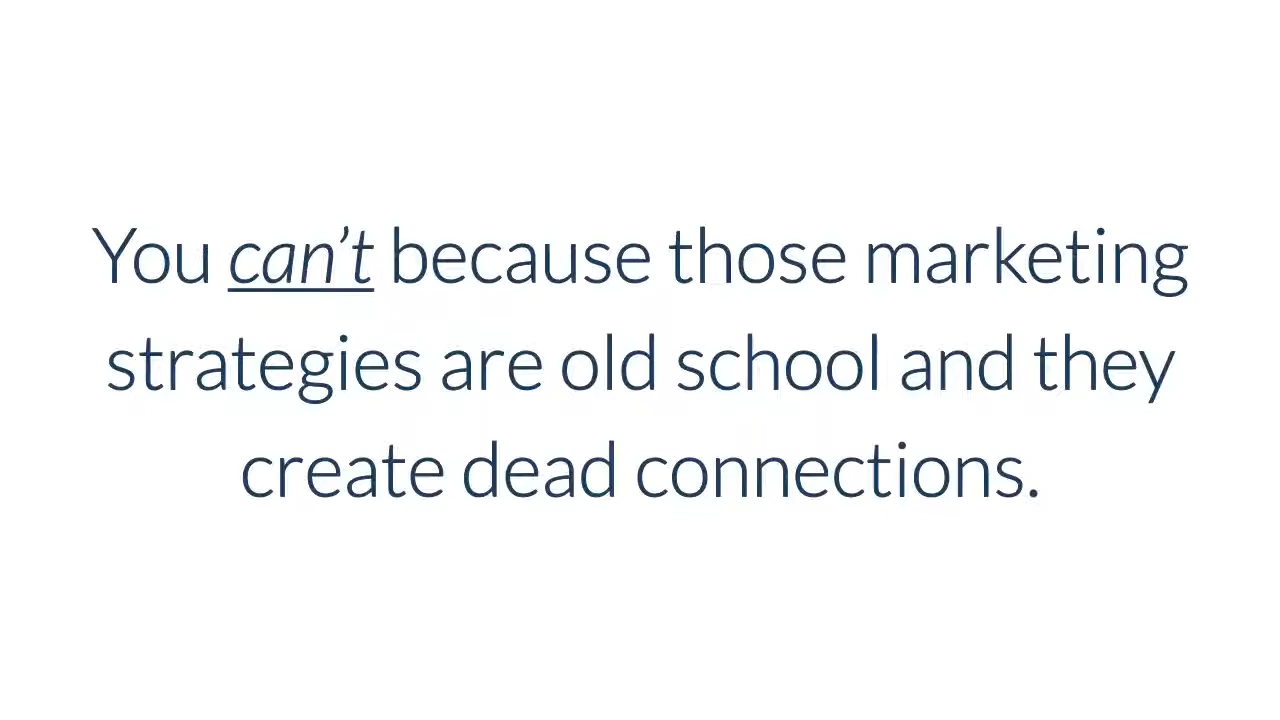 You can’t because those marketing
strategies are old school and they
create dead connections.